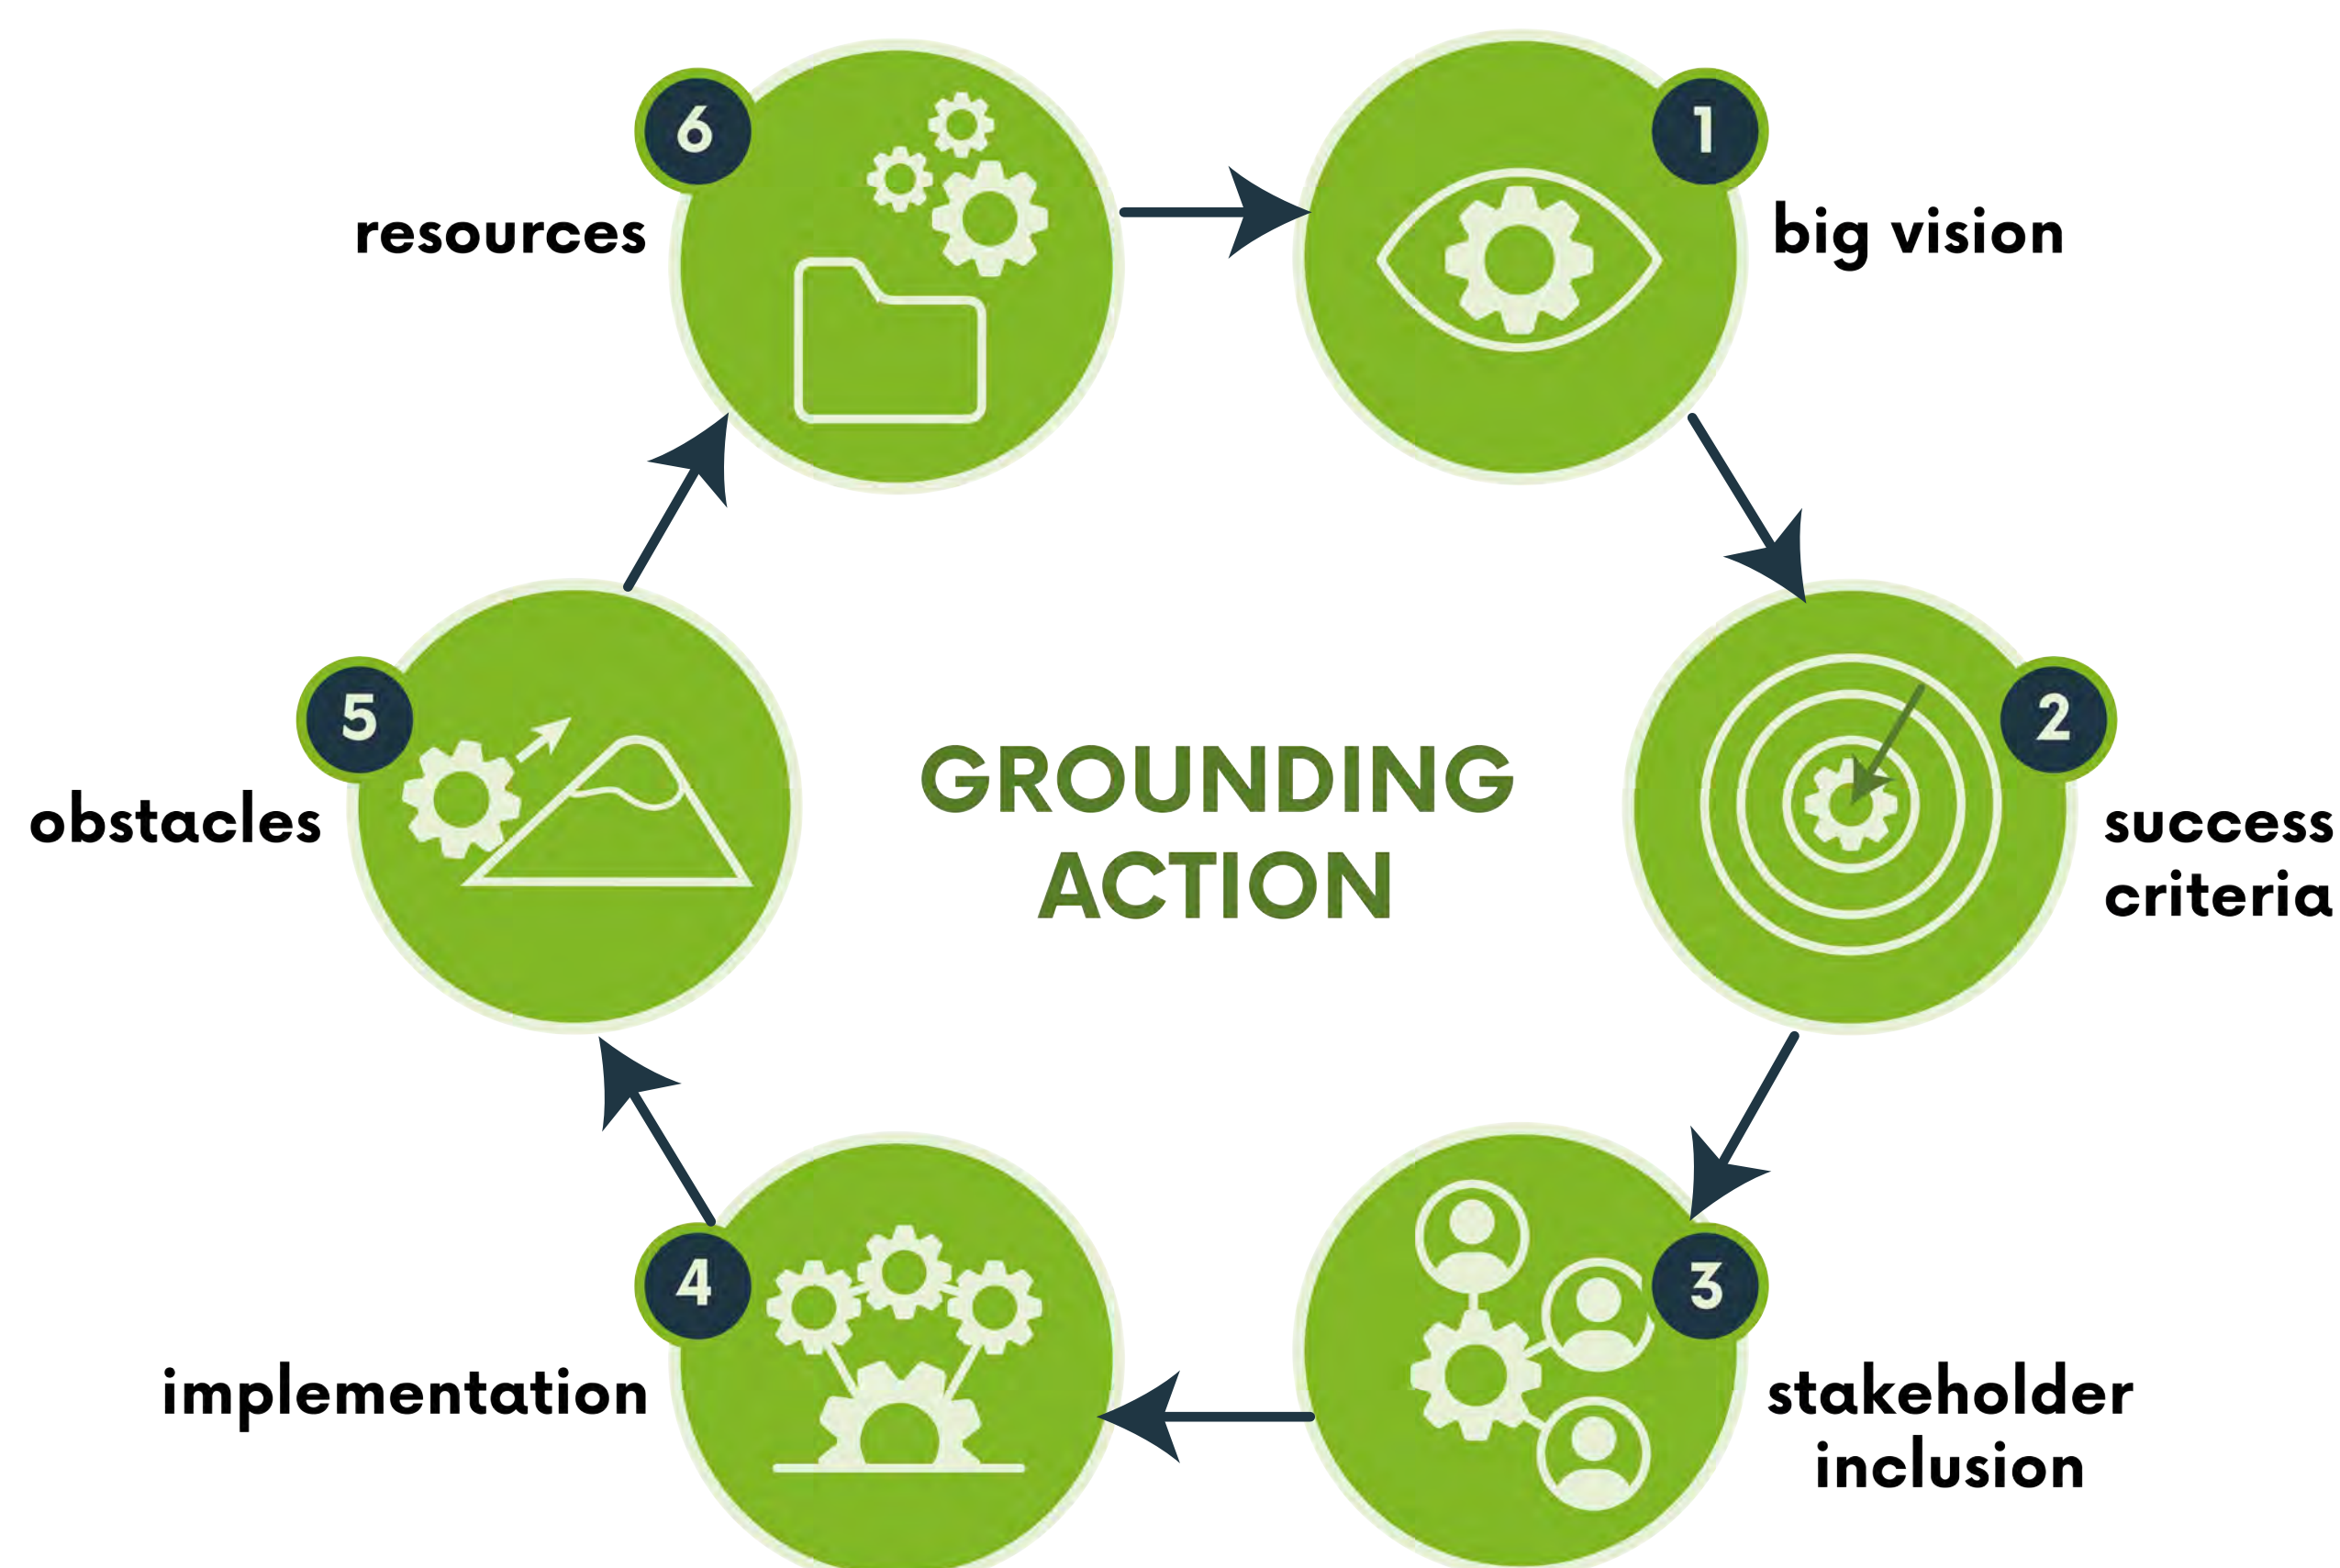 6
1
resources
big vision
5
2
GROUNDING
ACTION
obstacles
success
criteria
4
3
implementation
stakeholder
inclusion